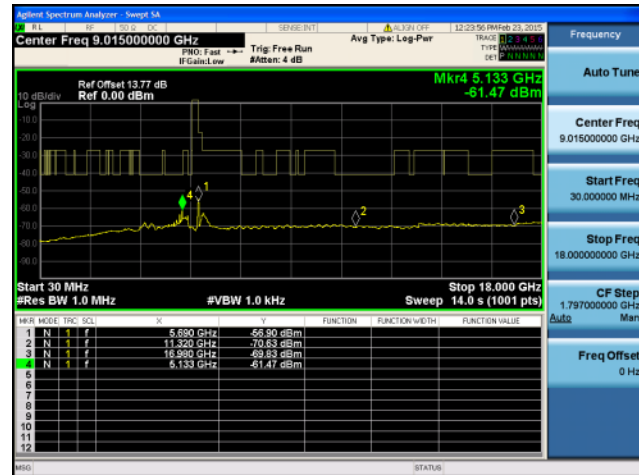 Agilent Spectrum Analyzer - Swept SA
RL RF 50 Ω DC SENSE:INT ALIGN OFF 12:23:56 PM Feb 23, 2015
Center Freq 9.015000000 GHz
PNO: Fast
IFGain:Low
Trig: Free Run
#Atten: 4 dB
Avg Type: Log-Pwr
TRACE 1 2 3 4 5 6
TYPE
DET P N N N N N
Frequency
Auto Tune
Center Freq
9.015000000 GHz
Start Freq
30.000000 MHz
Stop Freq
18.000000000 GHz
CF Step
1.797000000 GHz
Auto Man
Freq Offset
0 Hz
Mkr4 5.133 GHz
-61.47 dBm
Ref Offset 13.77 dB
10 dB/div Ref 0.00 dBm
Log
-10.0
-20.0
-30.0
-40.0
-50.0
-60.0
-70.0
-80.0
-90.0
1
4
2
3
Start 30 MHz Stop 18.000 GHz
#Res BW 1.0 MHz #VBW 1.0 kHz Sweep 14.0 s (1001 pts)
MKR MODE TRC SCL X Y FUNCTION FUNCTION WIDTH FUNCTION VALUE
1 N 1 f 5.690 GHz -56.90 dBm
2 N 1 f 11.320 GHz -70.63 dBm
3 N 1 f 16.980 GHz -69.83 dBm
4 N 1 f 5.133 GHz -61.47 dBm
5
6
7
8
9
10
11
12
MSG STATUS